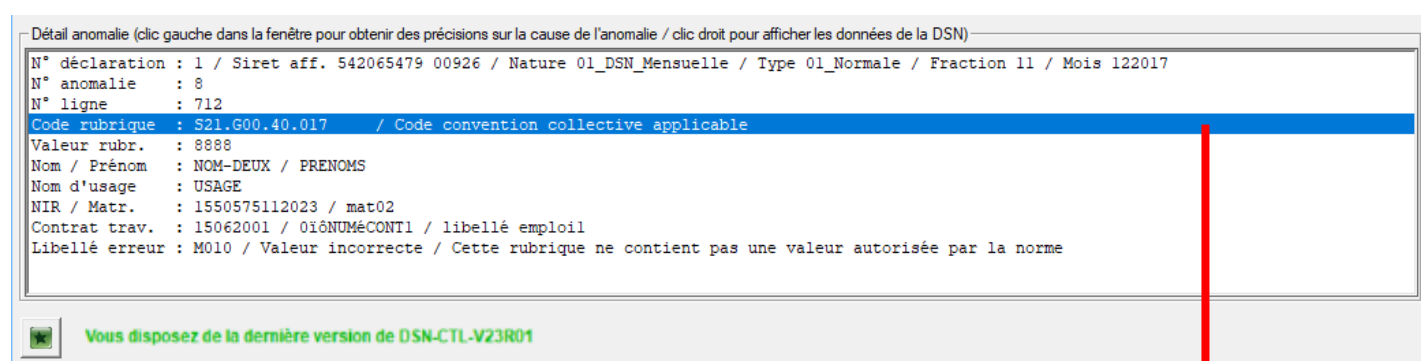 Détail anomalie (clic gauche dans la fenêtre pour obtenir des précisions sur la cause de l'anomalie / clic droit pour afficher les données de la DSN)
N° déclaration : 1 / Siret aff. 542065479 00926 / Nature 01_DSN_Mensuelle / Type 01_Normale / Fraction 11 / Mois 122017
N° anomalie : 8
N° ligne : 712
Code rubrique : S21.G00.40.017 / Code convention collective applicable
Valeur rubr. : 8888
Nom / Prénom : NOM-DEUX / PRENOMS
Nom d'usage : USAGE
NIR / Matr. : 1550575112023 / mat02
Contrat trav. : 15062001 / 0ïôNUMéCONT1 / libellé emploi1
Libellé erreur : M010 / Valeur incorrecte / Cette rubrique ne contient pas une valeur autorisée par la norme
Vous disposez de la dernière version de DSN-CTL-V23R01